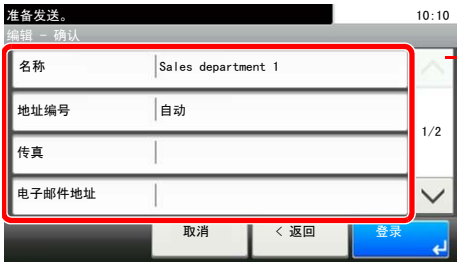 准备发送。 10:10
编辑 - 确认
名称 Sales department 1
地址编号 自动
1/2
传真
电子邮件地址
取消 < 返回 登录